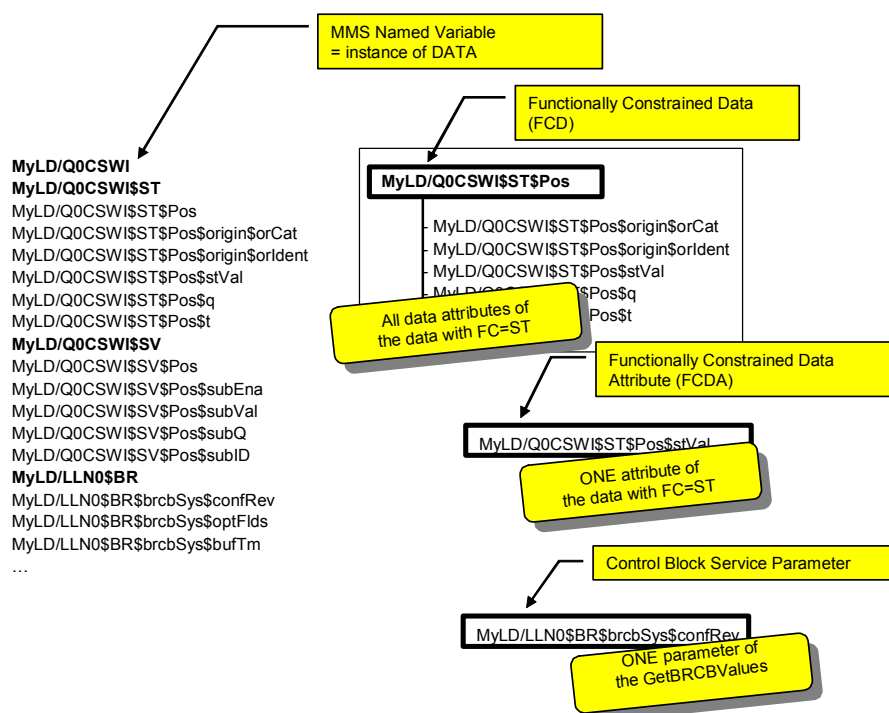 MMS Named Variable
= instance of DATA
Functionally Constrained Data
(FCD)
MyLD/Q0CSWI
MyLD/Q0CSWI$ST
MyLD/Q0CSWI$ST$Pos
MyLD/Q0CSWI$ST$Pos$origin$orCat
MyLD/Q0CSWI$ST$Pos$origin$orIdent
MyLD/Q0CSWI$ST$Pos$stVal
MyLD/Q0CSWI$ST$Pos$q
MyLD/Q0CSWI$ST$Pos$t
MyLD/Q0CSWI$SV
MyLD/Q0CSWI$SV$Pos
MyLD/Q0CSWI$SV$Pos$subEna
MyLD/Q0CSWI$SV$Pos$subVal
MyLD/Q0CSWI$SV$Pos$subQ
MyLD/Q0CSWI$SV$Pos$subID
MyLD/LLN0$BR
MyLD/LLN0$BR$brcbSys$confRev
MyLD/LLN0$BR$brcbSys$optFlds
MyLD/LLN0$BR$brcbSys$bufTm
…
MyLD/Q0CSWI$ST$Pos
- MyLD/Q0CSWI$ST$Pos$origin$orCat
- MyLD/Q0CSWI$ST$Pos$origin$orIdent
- MyLD/Q0CSWI$ST$Pos$stVal
- MyLD/Q0CSWI$ST$Pos$q
Pos$t
All data attributes of
the data with FC=ST
Functionally Constrained Data
Attribute (FCDA)
MyLD/Q0CSWI$ST$Pos$stVal
ONE attribute of
the data with FC=ST
Control Block Service Parameter
MyLD/LLN0$BR$brcbSys$confRev
ONE parameter of
the GetBRCBValues